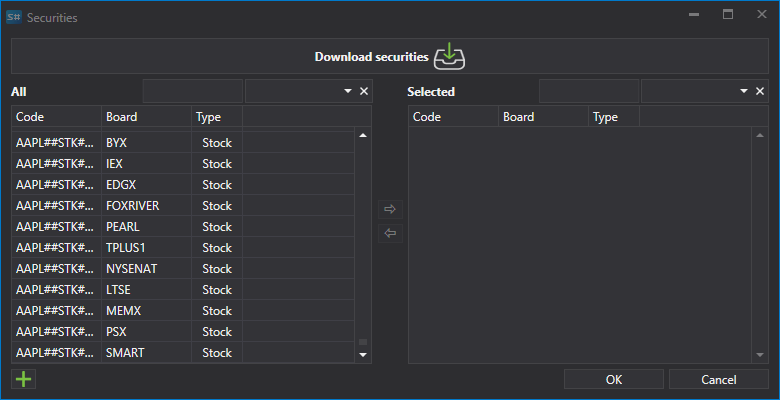 S# Securities
Download securities
All
Selected
Code Board Type
Code Board Type
AAPL##STK#... BYX Stock
AAPL##STK#... IEX Stock
AAPL##STK#... EDGX Stock
AAPL##STK#... FOXRIVER Stock
AAPL##STK#... PEARL Stock
AAPL##STK#... TPLUS1 Stock
AAPL##STK#... NYSENAT Stock
AAPL##STK#... LTSE Stock
AAPL##STK#... MEMX Stock
AAPL##STK#... PSX Stock
AAPL##STK#... SMART Stock
OK
Cancel